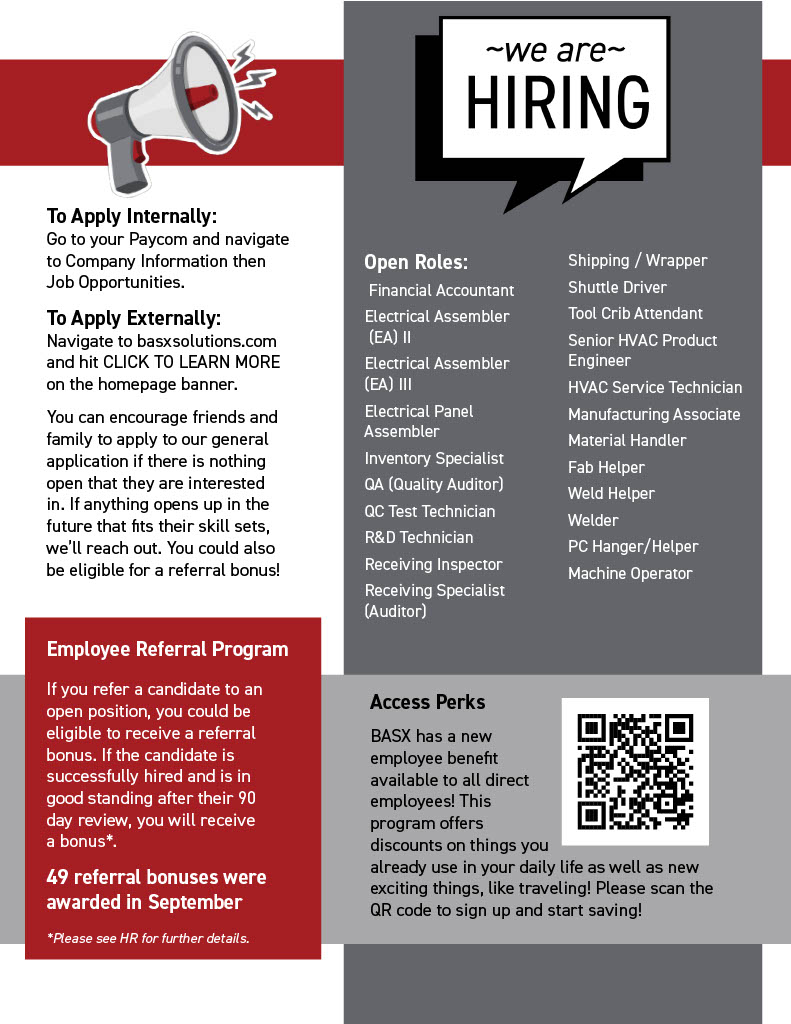 ~we are~
HIRING
To Apply Internally:
Go to your Paycom and navigate
to Company Information then
Job Opportunities.
To Apply Externally:
Navigate to basxsolutions.com
and hit CLICK TO LEARN MORE
on the homepage banner.
You can encourage friends and
family to apply to our general
application if there is nothing
open that they are interested
in. If anything opens up in the
future that fits their skill sets,
we’ll reach out. You could also
be eligible for a referral bonus!
Open Roles:
Financial Accountant
Electrical Assembler
(EA) II
Electrical Assembler
(EA) III
Electrical Panel
Assembler
Inventory Specialist
QA (Quality Auditor)
QC Test Technician
R&D Technician
Receiving Inspector
Receiving Specialist
(Auditor)
Shipping / Wrapper
Shuttle Driver
Tool Crib Attendant
Senior HVAC Product
Engineer
HVAC Service Technician
Manufacturing Associate
Material Handler
Fab Helper
Weld Helper
Welder
PC Hanger/Helper
Machine Operator
Employee Referral Program
If you refer a candidate to an
open position, you could be
eligible to receive a referral
bonus. If the candidate is
successfully hired and is in
good standing after their 90
day review, you will receive
a bonus*.
49 referral bonuses were
awarded in September
*Please see HR for further details.
Access Perks
BASX has a new
employee benefit
available to all direct
employees! This
program offers
discounts on things you
already use in your daily life as well as new
exciting things, like traveling! Please scan the
QR code to sign up and start saving!